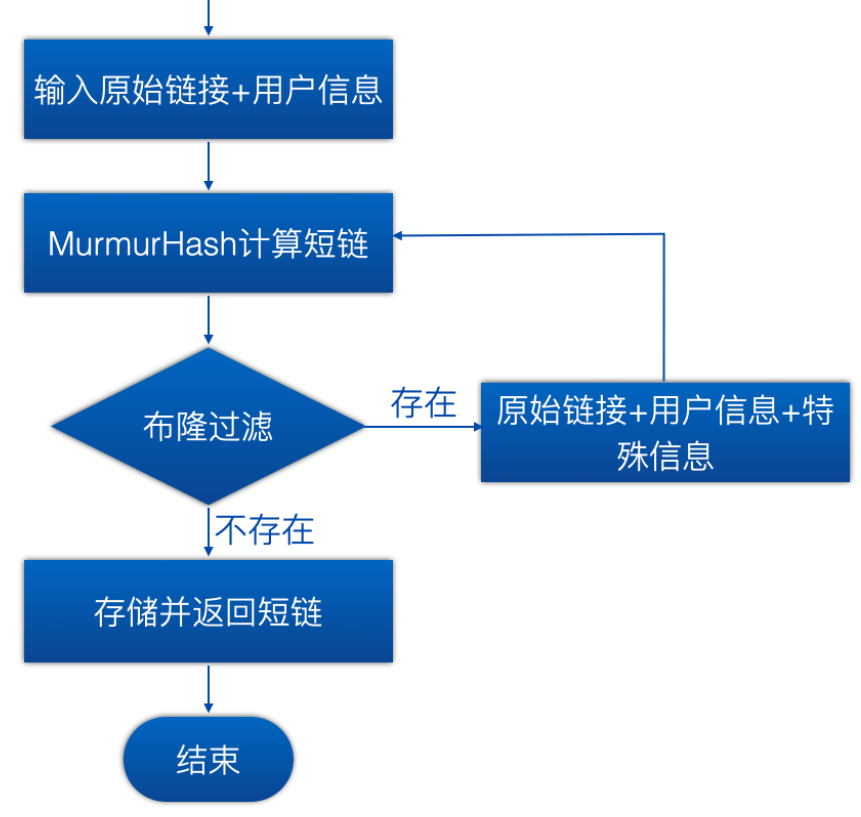 输入原始链接+用户信息
MurmurHash计算短链
布隆过滤
存在
原始链接+用户信息+特
殊信息
不存在
存储并返回短链
结束